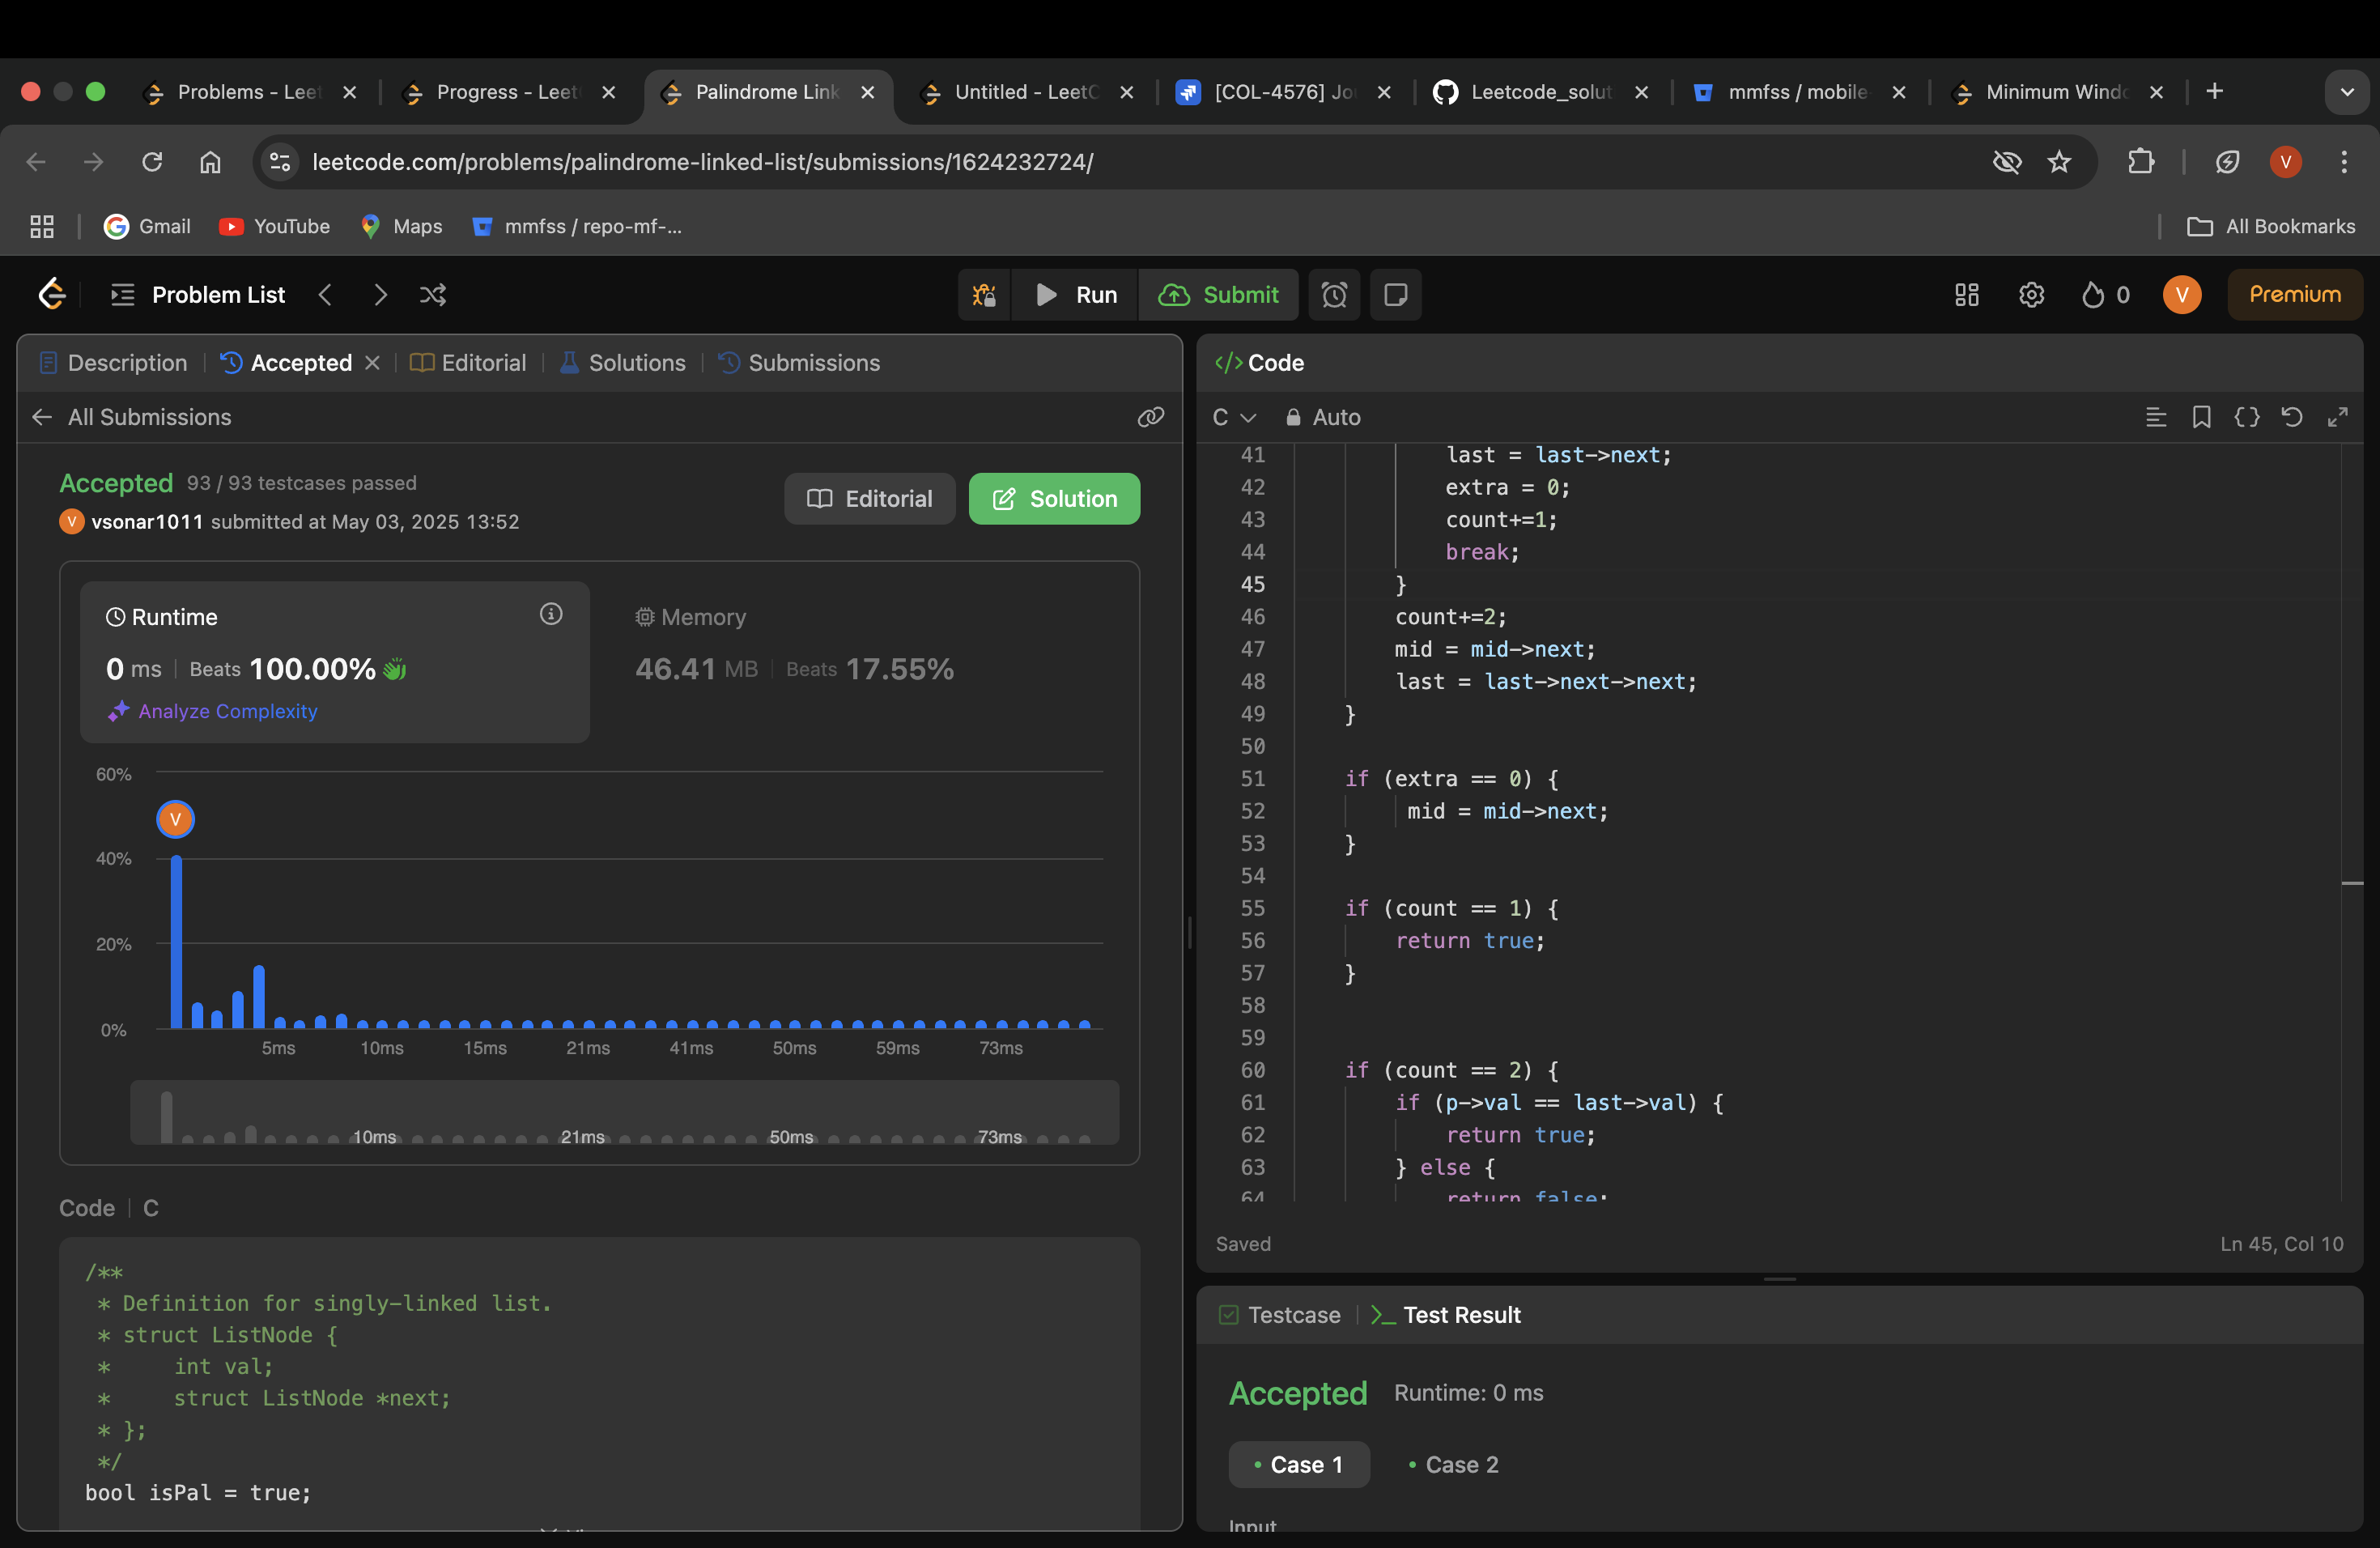 Problems - Leet
Progress - Leet
Palindrome Link
Untitled - LeetC
[COL-4576] Jo
Leetcode_solut
mmfss / mobile
Minimum Windo
leetcode.com/problems/palindrome-linked-list/submissions/1624232724/
V
Gmail
YouTube
Maps
mmfss / repo-mf-...
All Bookmarks
Problem List
Run
Submit
0
V
Premium
Description
Accepted
Editorial
Solutions
Submissions
All Submissions
Accepted 93 / 93 testcases passed
V vsonar1011 submitted at May 03, 2025 13:52
Editorial
Solution
Runtime
0 ms Beats 100.00%
Analyze Complexity
Memory
46.41 MB Beats 17.55%
60%
V
40%
20%
0%
5ms 10ms 15ms 21ms 41ms 50ms 59ms 73ms
10ms 21ms 50ms 73ms
Code C
/**
* Definition for singly-linked list.
* struct ListNode {
* int val;
* struct ListNode *next;
* };
*/
bool isPal = true;
</> Code
C Auto
41 last = last->next;
42 extra = 0;
43 count+=1;
44 break;
45 }
46 count+=2;
47 mid = mid->next;
48 last = last->next->next;
49 }
50
51 if (extra == 0) {
52 mid = mid->next;
53 }
54
55 if (count == 1) {
56 return true;
57 }
58
59
60 if (count == 2) {
61 if (p->val == last->val) {
62 return true;
63 } else {
64 return false;
Saved
Ln 45, Col 10
Testcase
Test Result
Accepted Runtime: 0 ms
• Case 1
• Case 2
Input